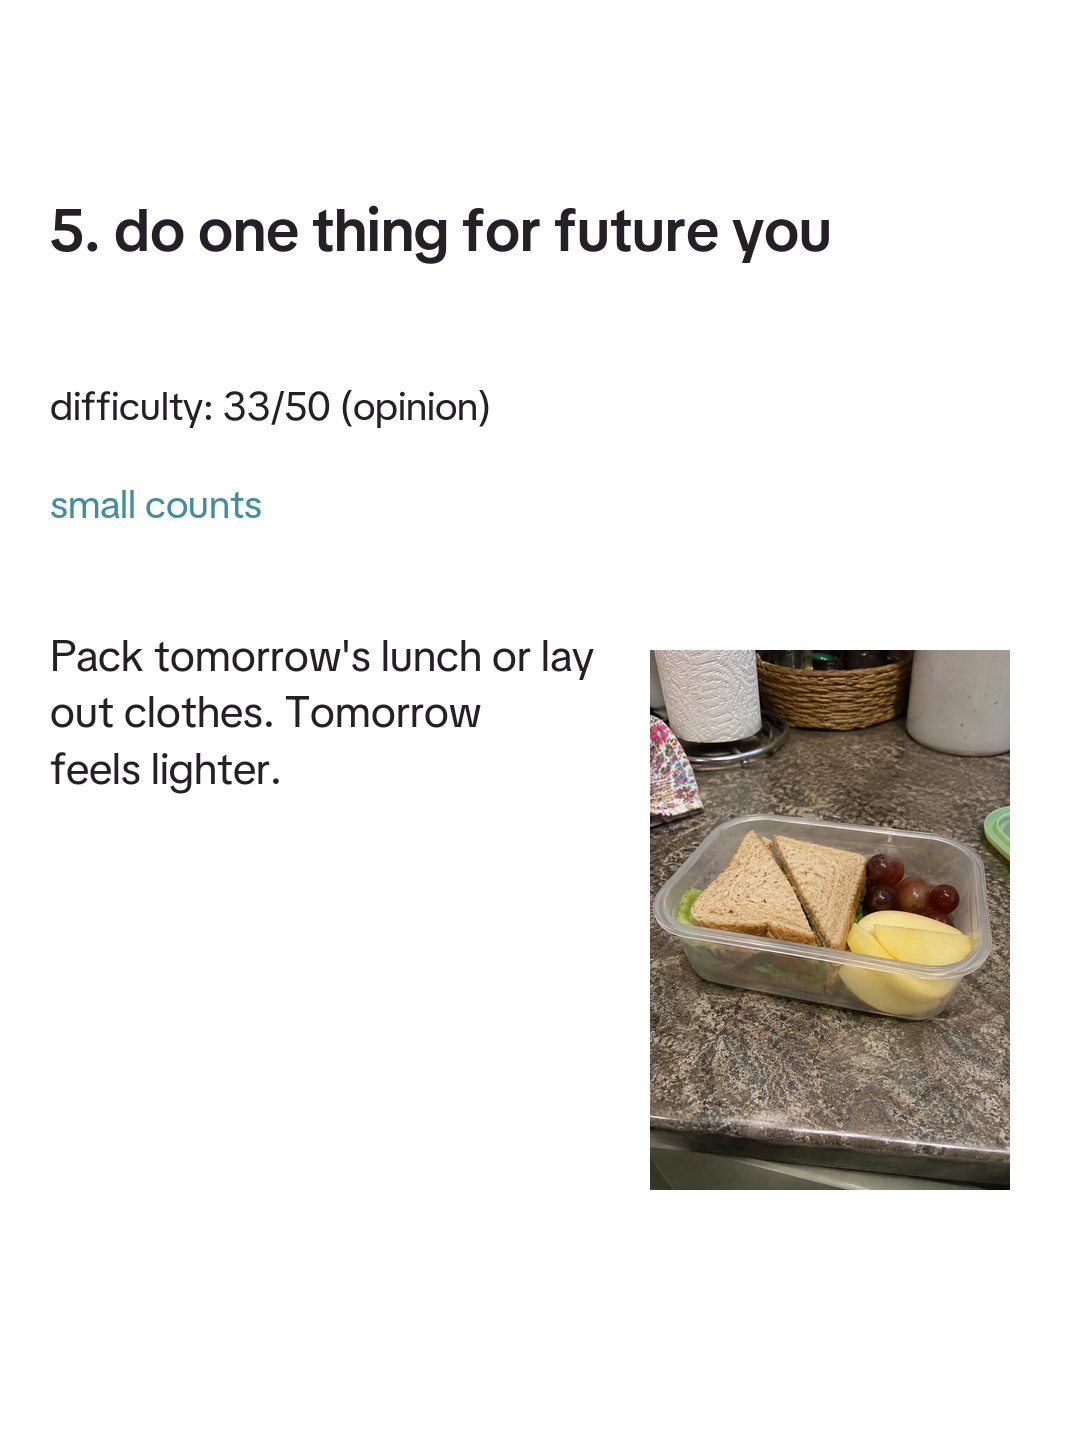 5. do one thing for future you
difficulty: 33/50 (opinion)
small counts
Pack tomorrow's lunch or lay
out clothes. Tomorrow
feels lighter.